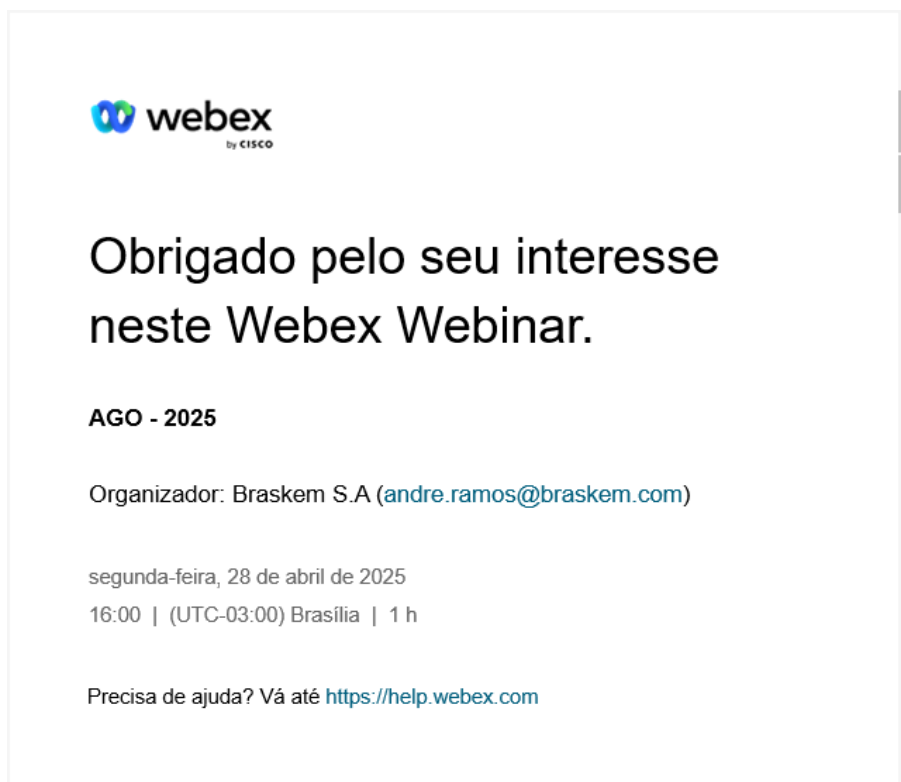 webex
by CISCO
Obrigado pelo seu interesse
neste Webex Webinar.
AGO - 2025
Organizador: Braskem S.A (andre.ramos@braskem.com)
segunda-feira, 28 de abril de 2025
16:00 | (UTC-03:00) Brasília | 1 h
Precisa de ajuda? Vá até https://help.webex.com